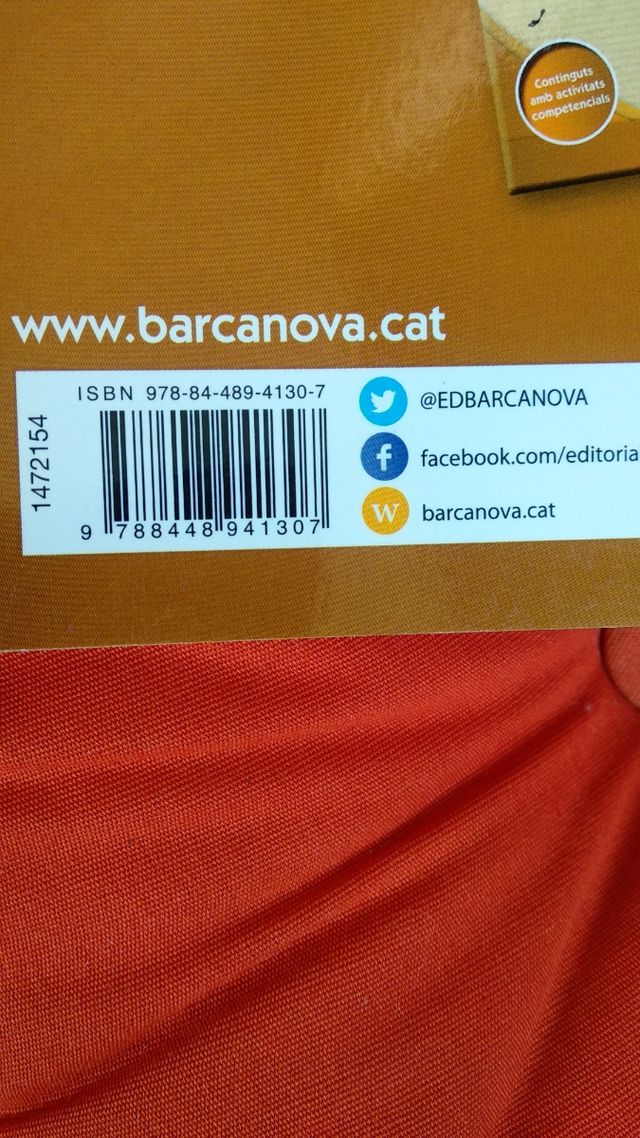 Continguts
amb activitats
competencials
www.barcanova.cat
ISBN 978-84-489-4130-7
1472154
9 788448 941307
@EDBARCANOVA
facebook.com/editoria
W barcanova.cat